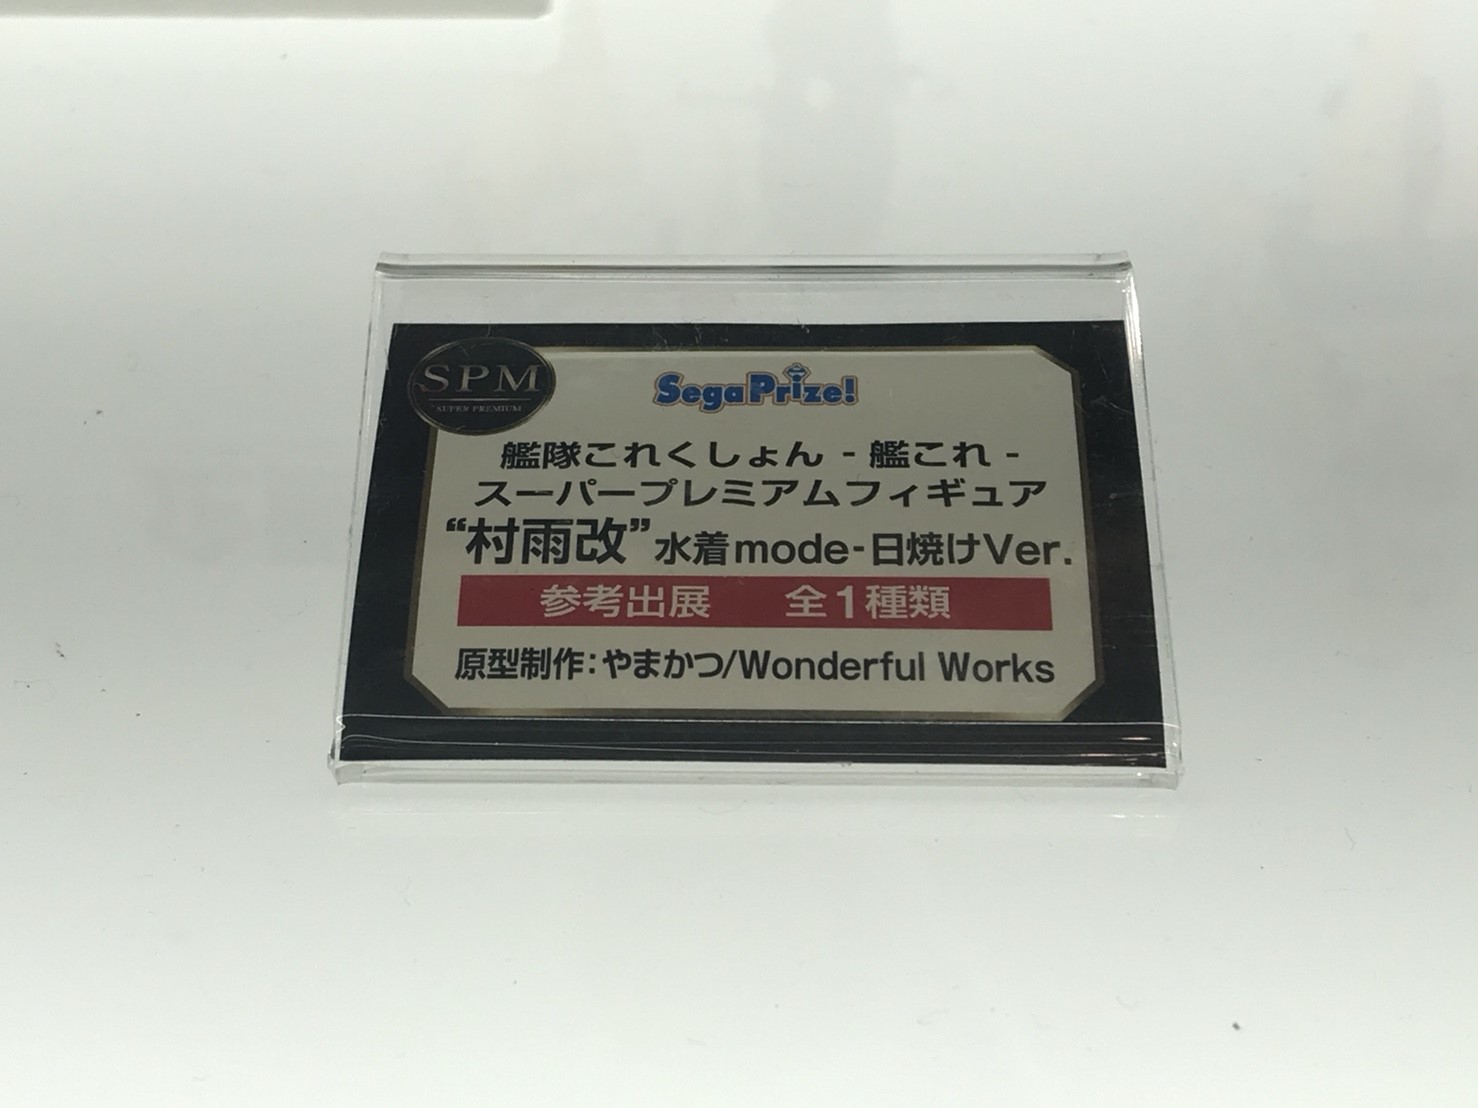 SPM
SUPER PREMIUM
SegaPrize!
艦隊これくしょん - 艦これ -
スーパープレミアムフィギュア
“村雨改”水着mode-日焼けVer.
参考出展 全1種類
原型制作:やまかつ/Wonderful Works